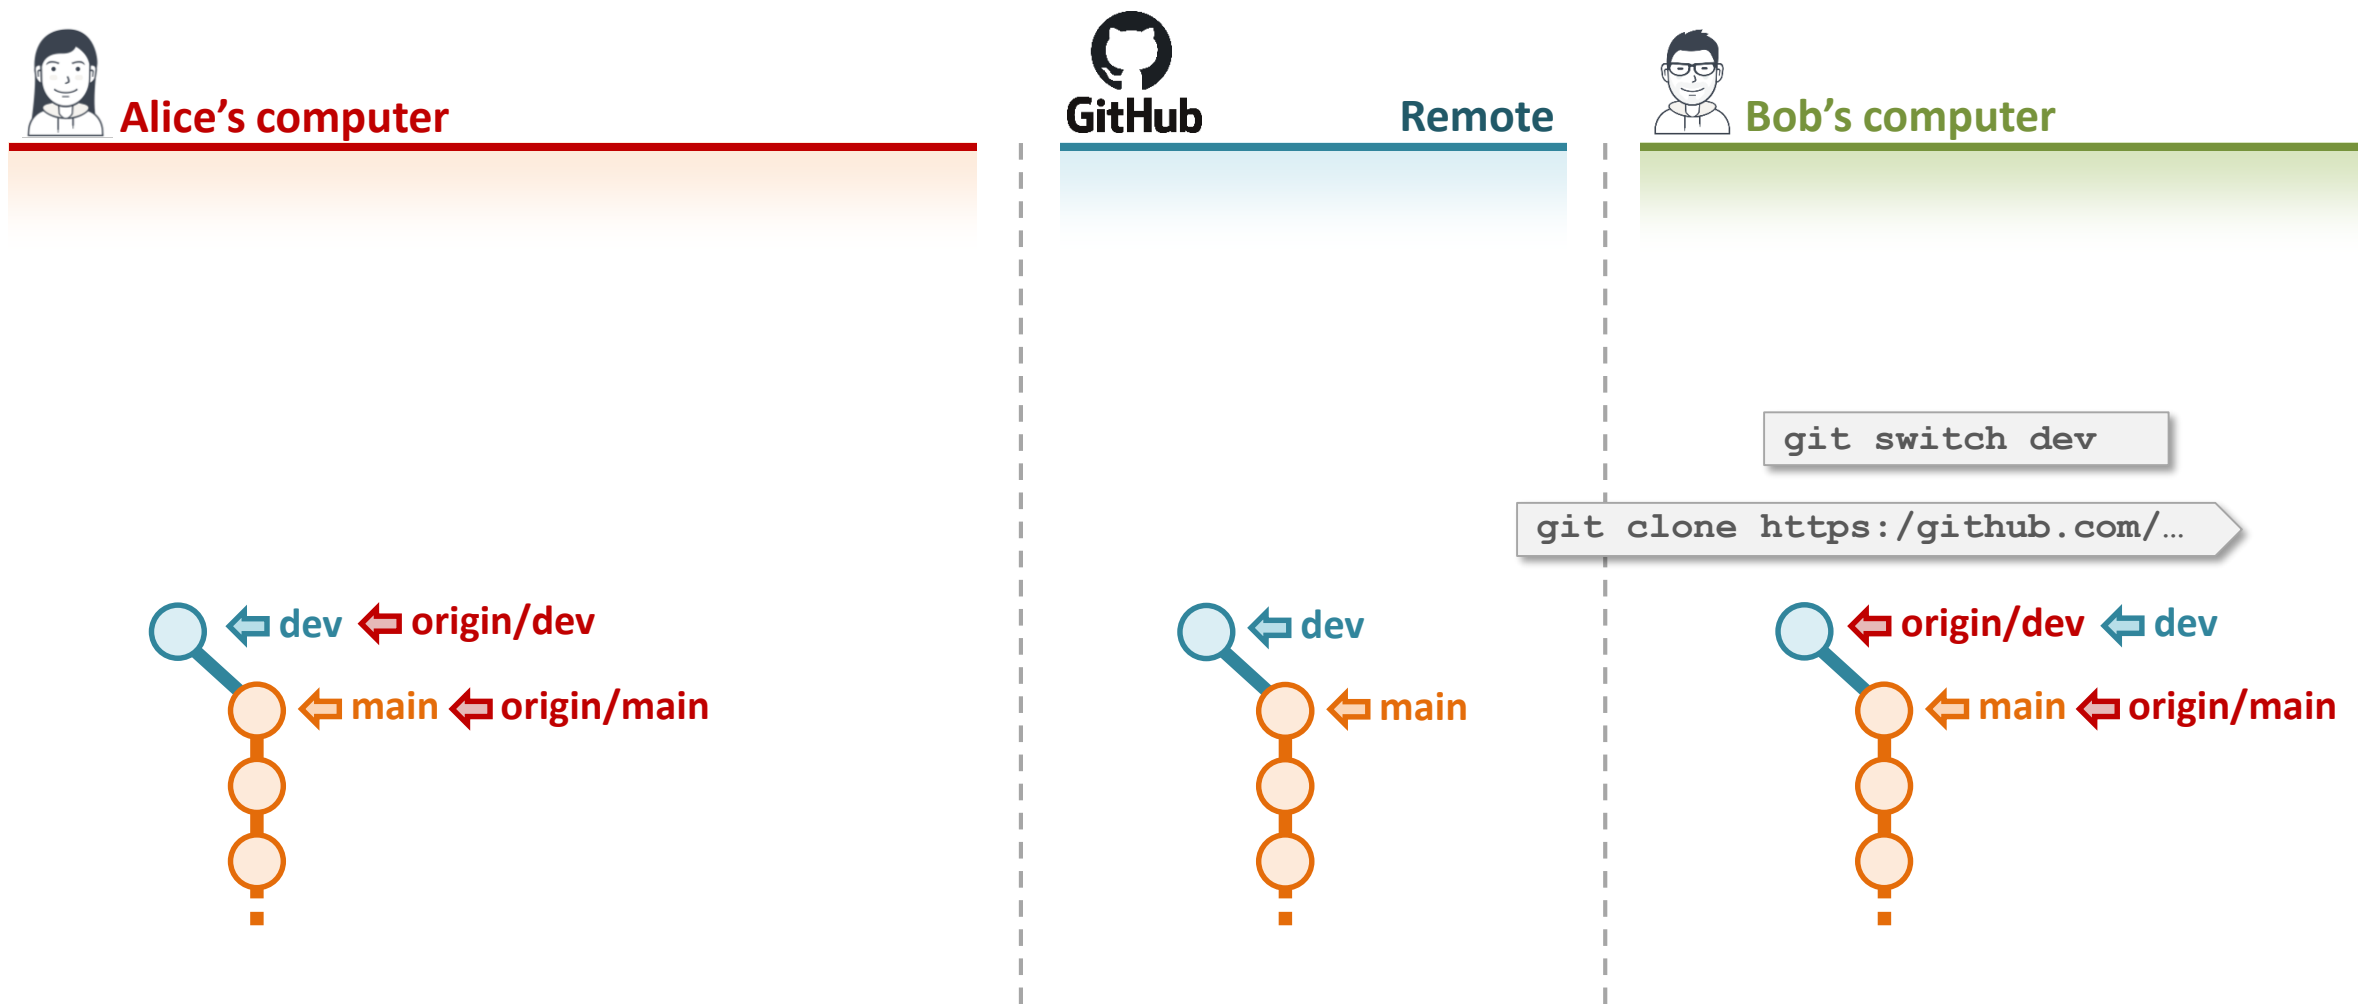 Alice’s computer
GitHub
Remote
Bob’s computer
git switch dev
git clone https:/github.com/…
dev origin/dev
main origin/main
dev
main
origin/dev dev
main origin/main